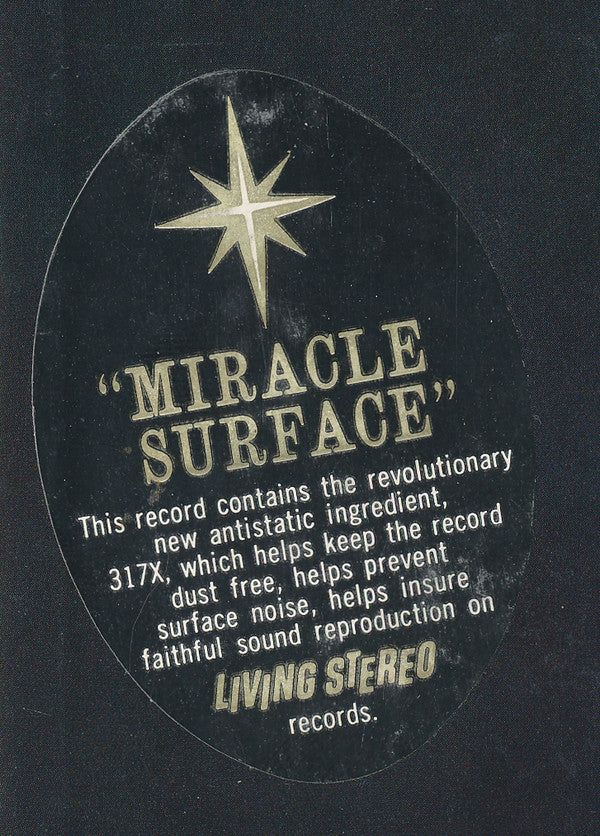 “MIRACLE
SURFACE”
This record contains the revolutionary
new antistatic ingredient,
317X, which helps keep the record
dust free, helps prevent
surface noise, helps insure
faithful sound reproduction on
LIVING STEREO
records.